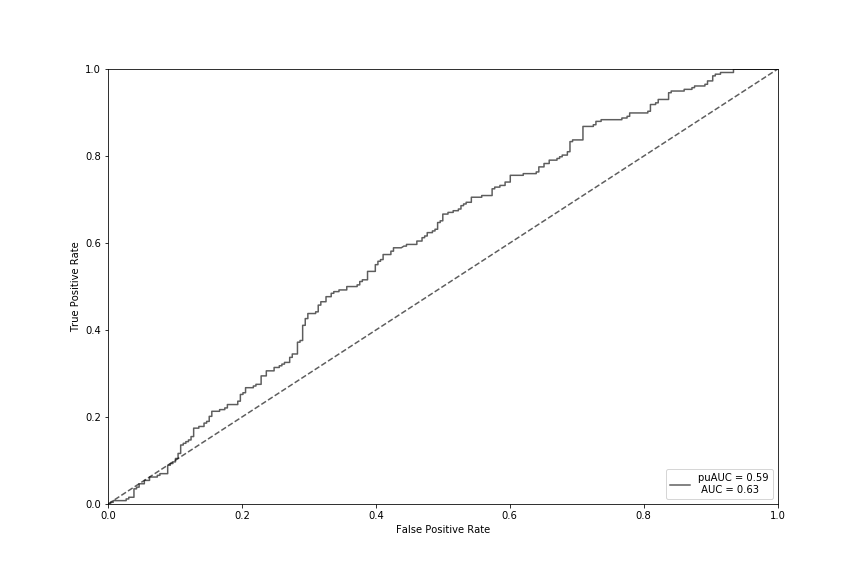 1.0
0.8
0.6
0.4
0.2
0.0
True Positive Rate
puAUC = 0.59
AUC = 0.63
0.0 0.2 0.4 0.6 0.8 1.0
False Positive Rate